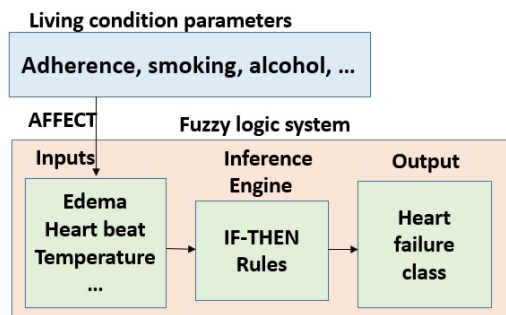 Living condition parameters
Adherence, smoking, alcohol, ...
AFFECT
Fuzzy logic system
Inputs
Inference
Engine
Output
Edema
Heart beat
Temperature
...
IF-THEN
Rules
Heart
failure
class